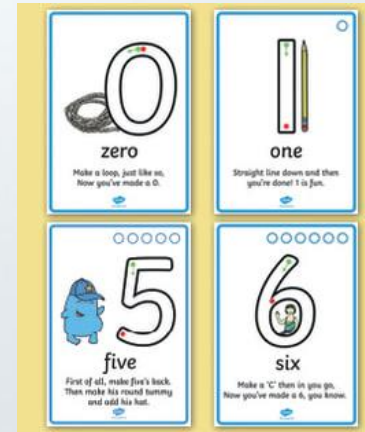 0
zero
Make a loop, just like so,
Now you've made a 0.
1
one
Straight line down and then
you're done! 1 is fun.
5
five
First of all, make five's back.
Then make his round tummy
and add his hat.
6
six
Make a 'C' then in you go,
Now you've made a 6, you know.